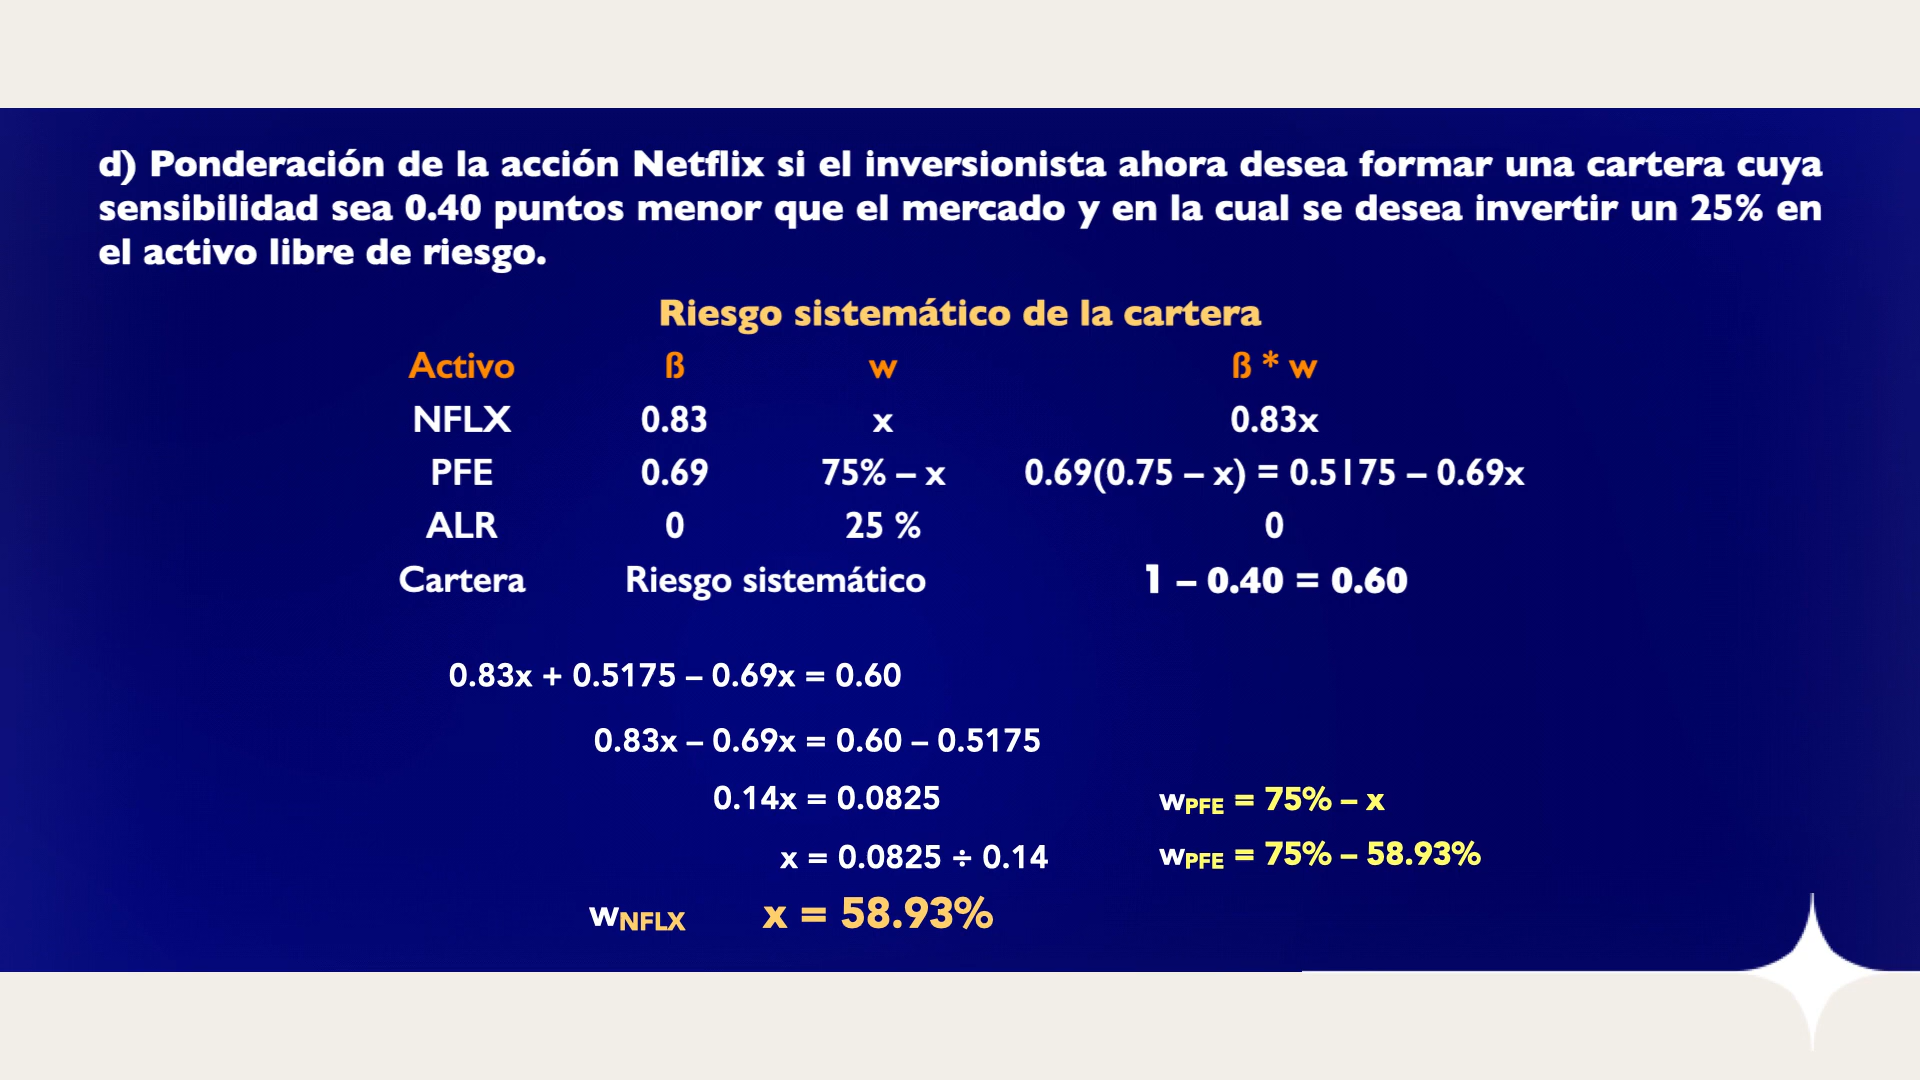 d) Ponderación de la acción Netflix si el inversionista ahora desea formar una cartera cuya
sensibilidad sea 0.40 puntos menor que el mercado y en la cual se desea invertir un 25% en
el activo libre de riesgo.
Riesgo sistemático de la cartera
Activo ß w ß * w
NFLX 0.83 x 0.83x
PFE 0.69 75% – x 0.69(0.75 – x) = 0.5175 – 0.69x
ALR 0 25 % 0
Cartera Riesgo sistemático 1 – 0.40 = 0.60
0.83x + 0.5175 – 0.69x = 0.60
0.83x – 0.69x = 0.60 – 0.5175
0.14x = 0.0825
x = 0.0825 ÷ 0.14
wNFLX x = 58.93%
wPFE = 75% – x
wPFE = 75% – 58.93%